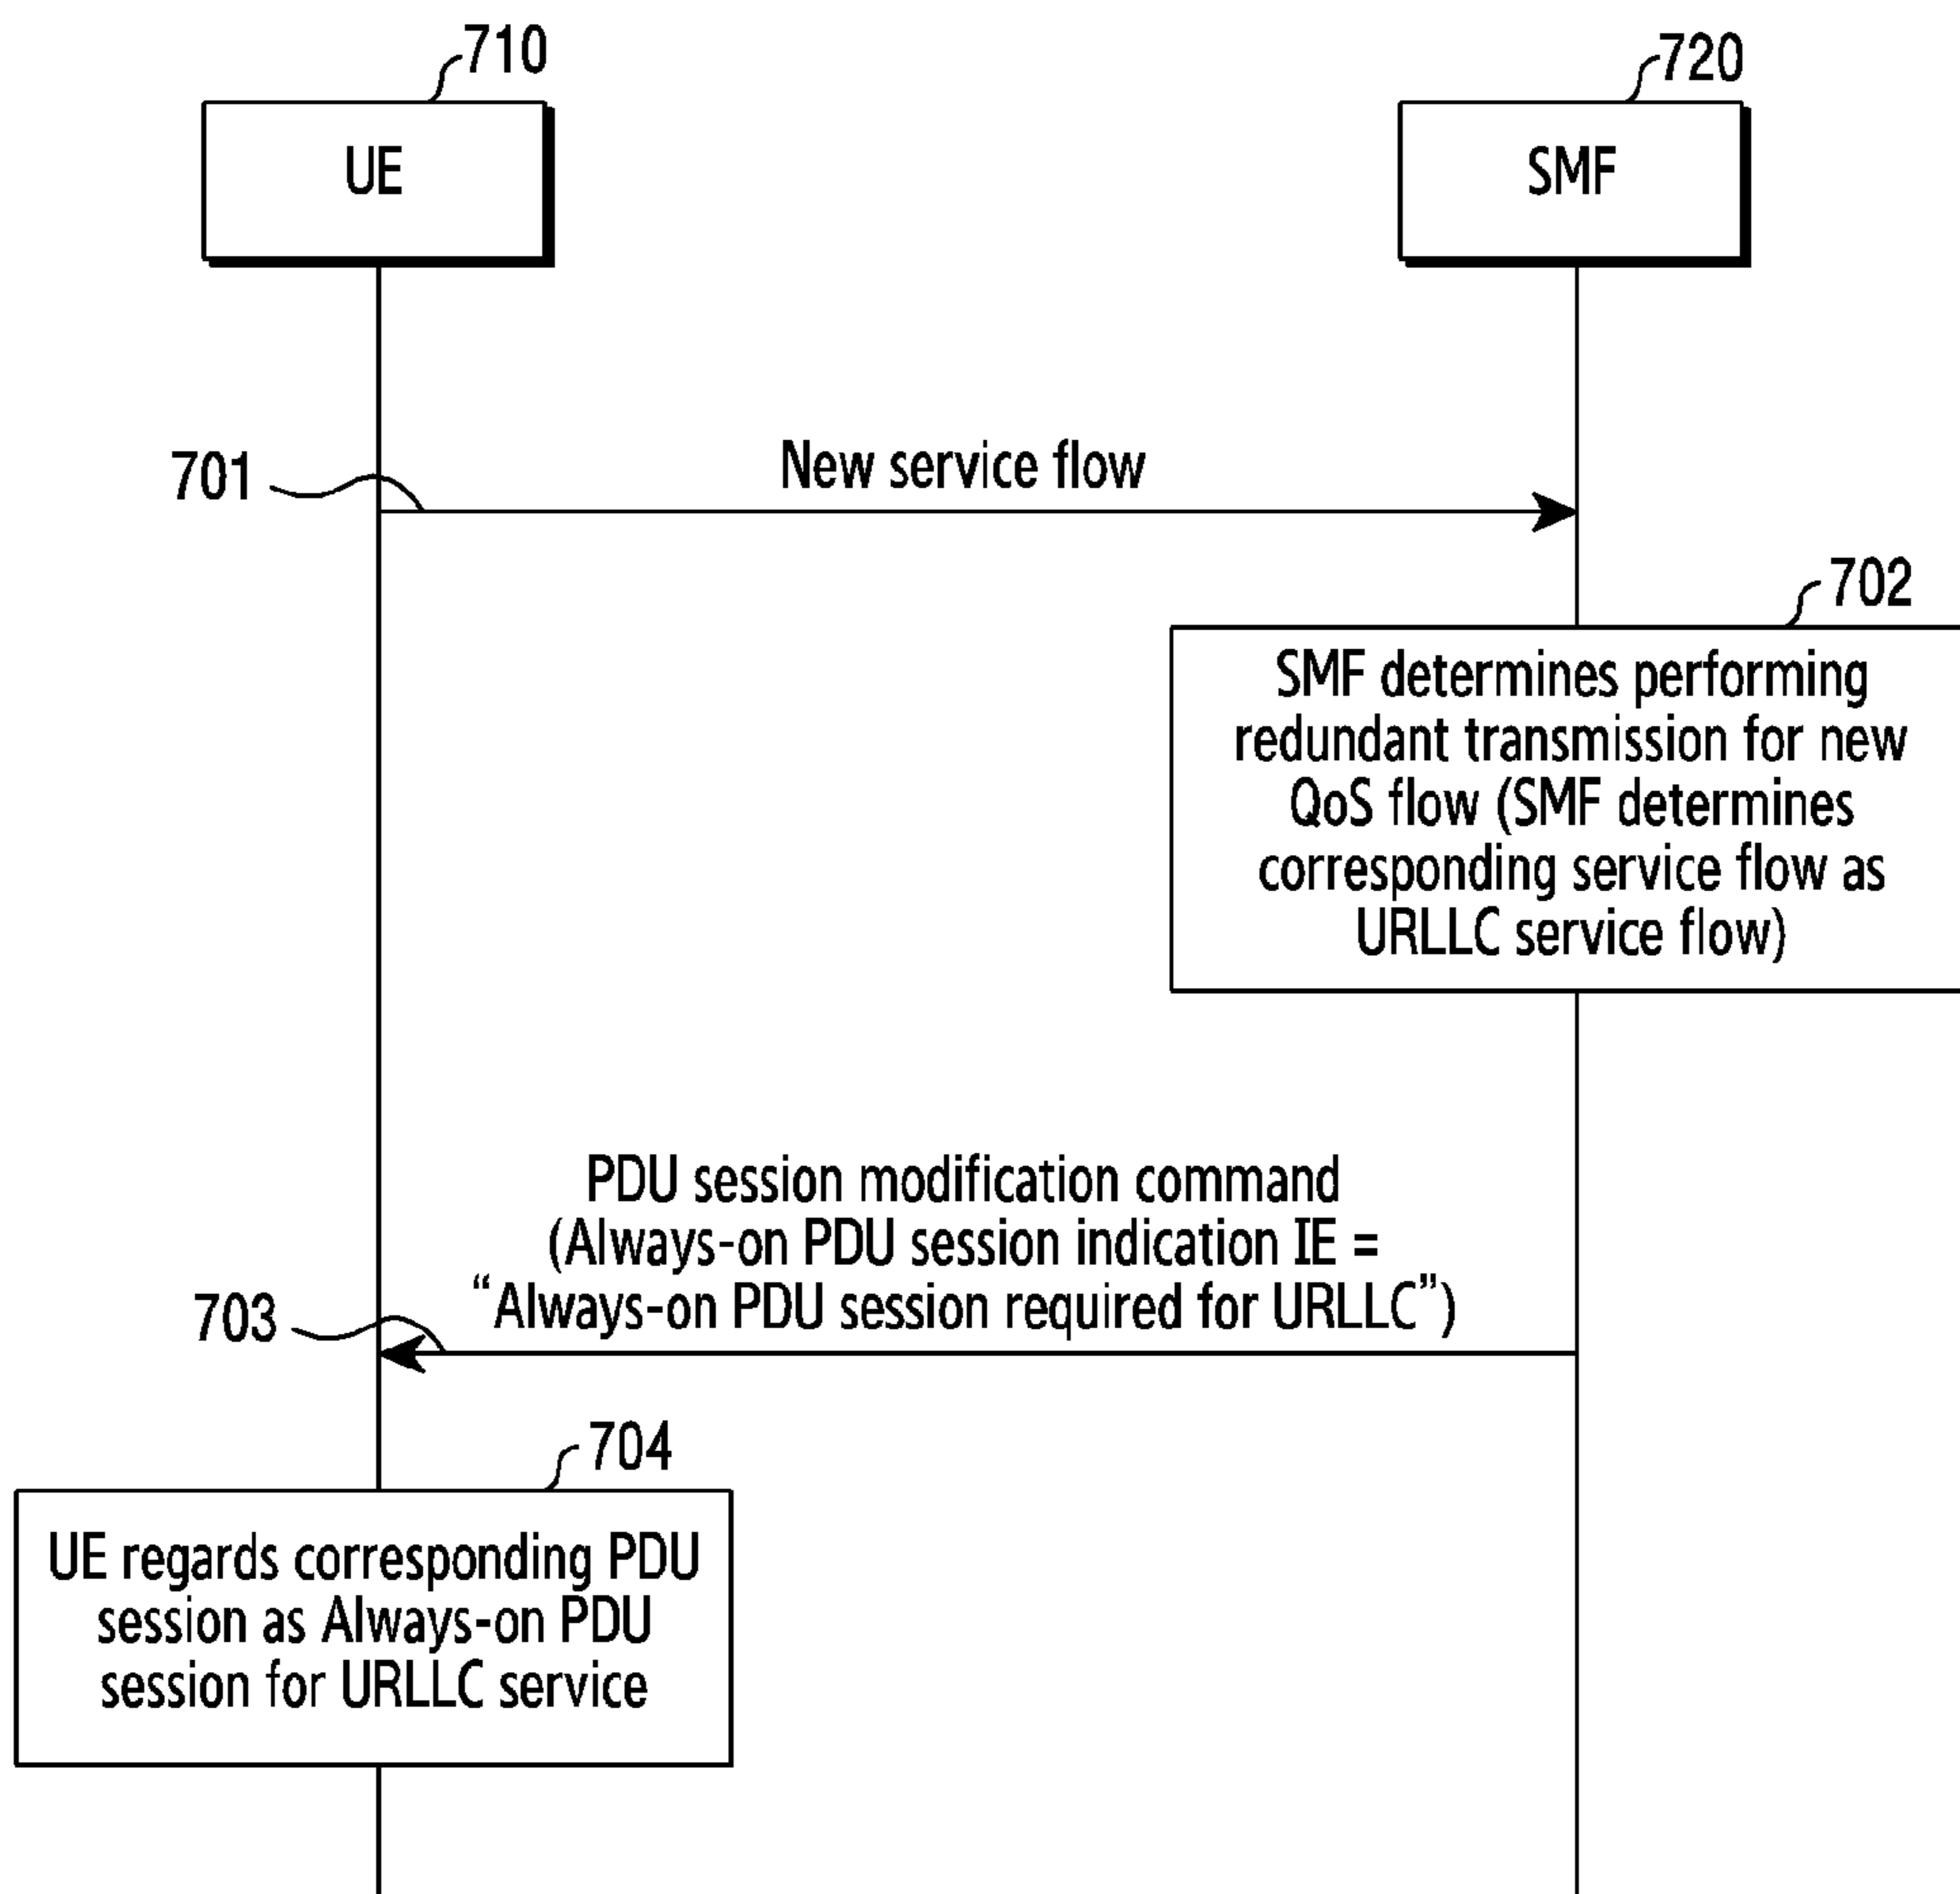 710
720
UE
SMF
New service flow
701
702
SMF determines performing
redundant transmission for new
QoS flow (SMF determines
corresponding service flow as
URLLC service flow)
PDU session modification command
(Always-on PDU session indication IE =
“Always-on PDU session required for URLLC”)
703
704
UE regards corresponding PDU
session as Always-on PDU
session for URLLC service